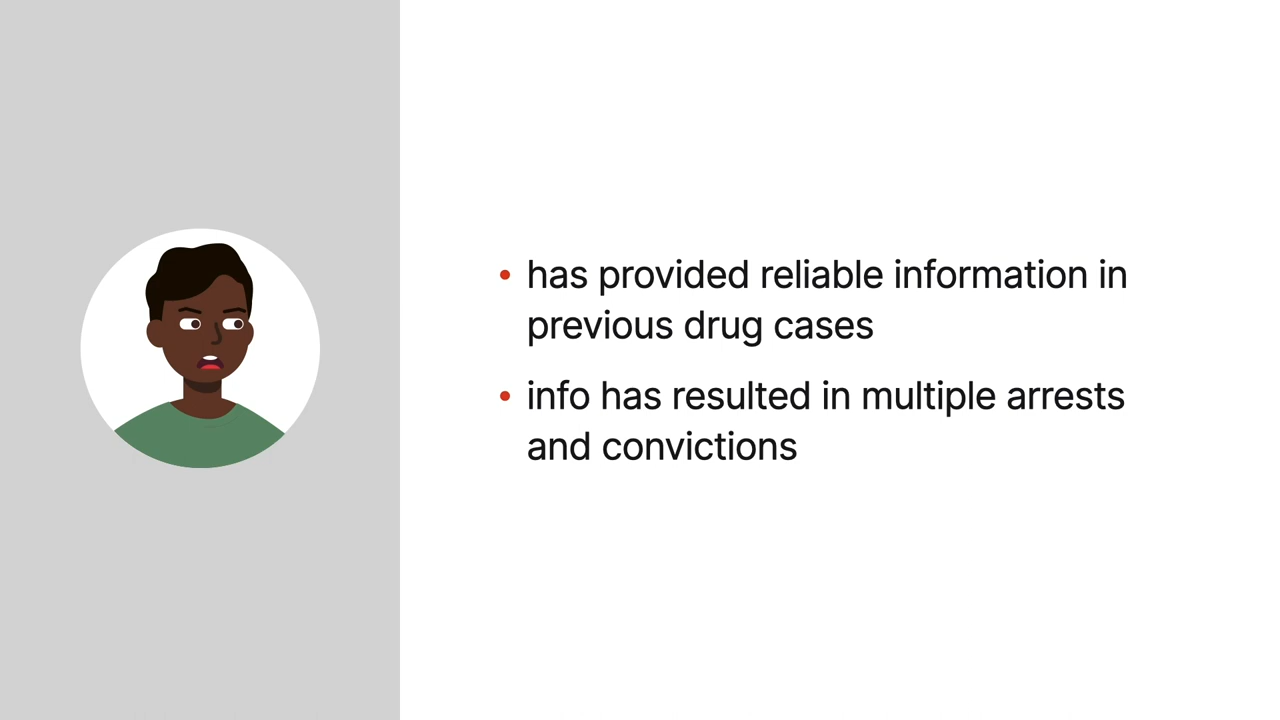 • has provided reliable information in
previous drug cases
• info has resulted in multiple arrests
and convictions